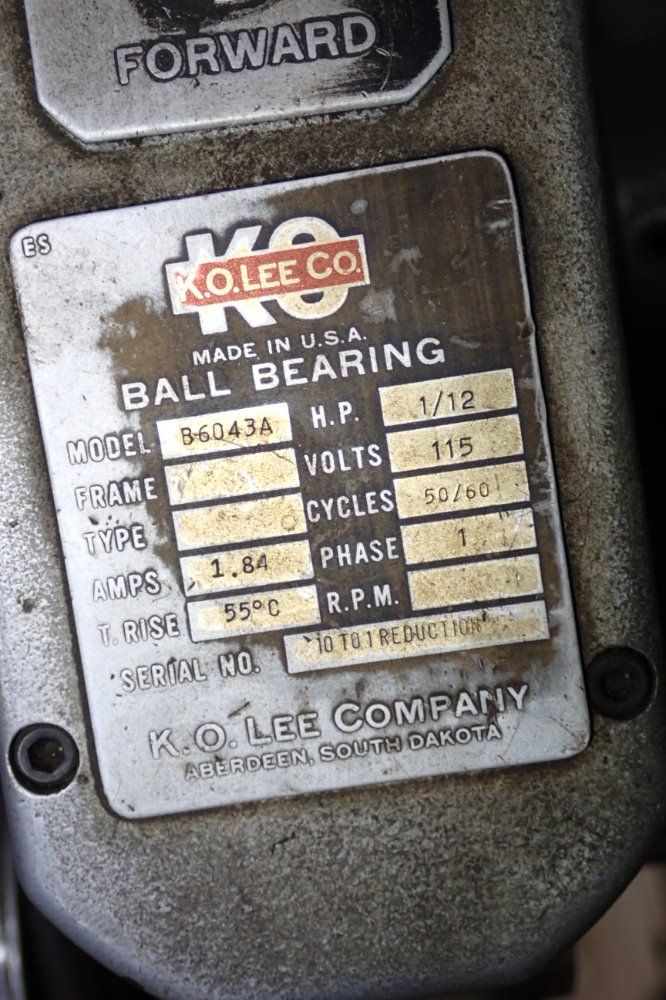 FORWARD
ES
KO
K.O.LEE CO.
MADE IN U.S.A.
BALL BEARING
MODEL B6043A H.P. 1/12
FRAME VOLTS 115
TYPE CYCLES 50/60
AMPS 1.84 PHASE 1
T. RISE 55°C R.P.M.
SERIAL NO. 10 TO 1 REDUCTION
K.O. LEE COMPANY
ABERDEEN, SOUTH DAKOTA